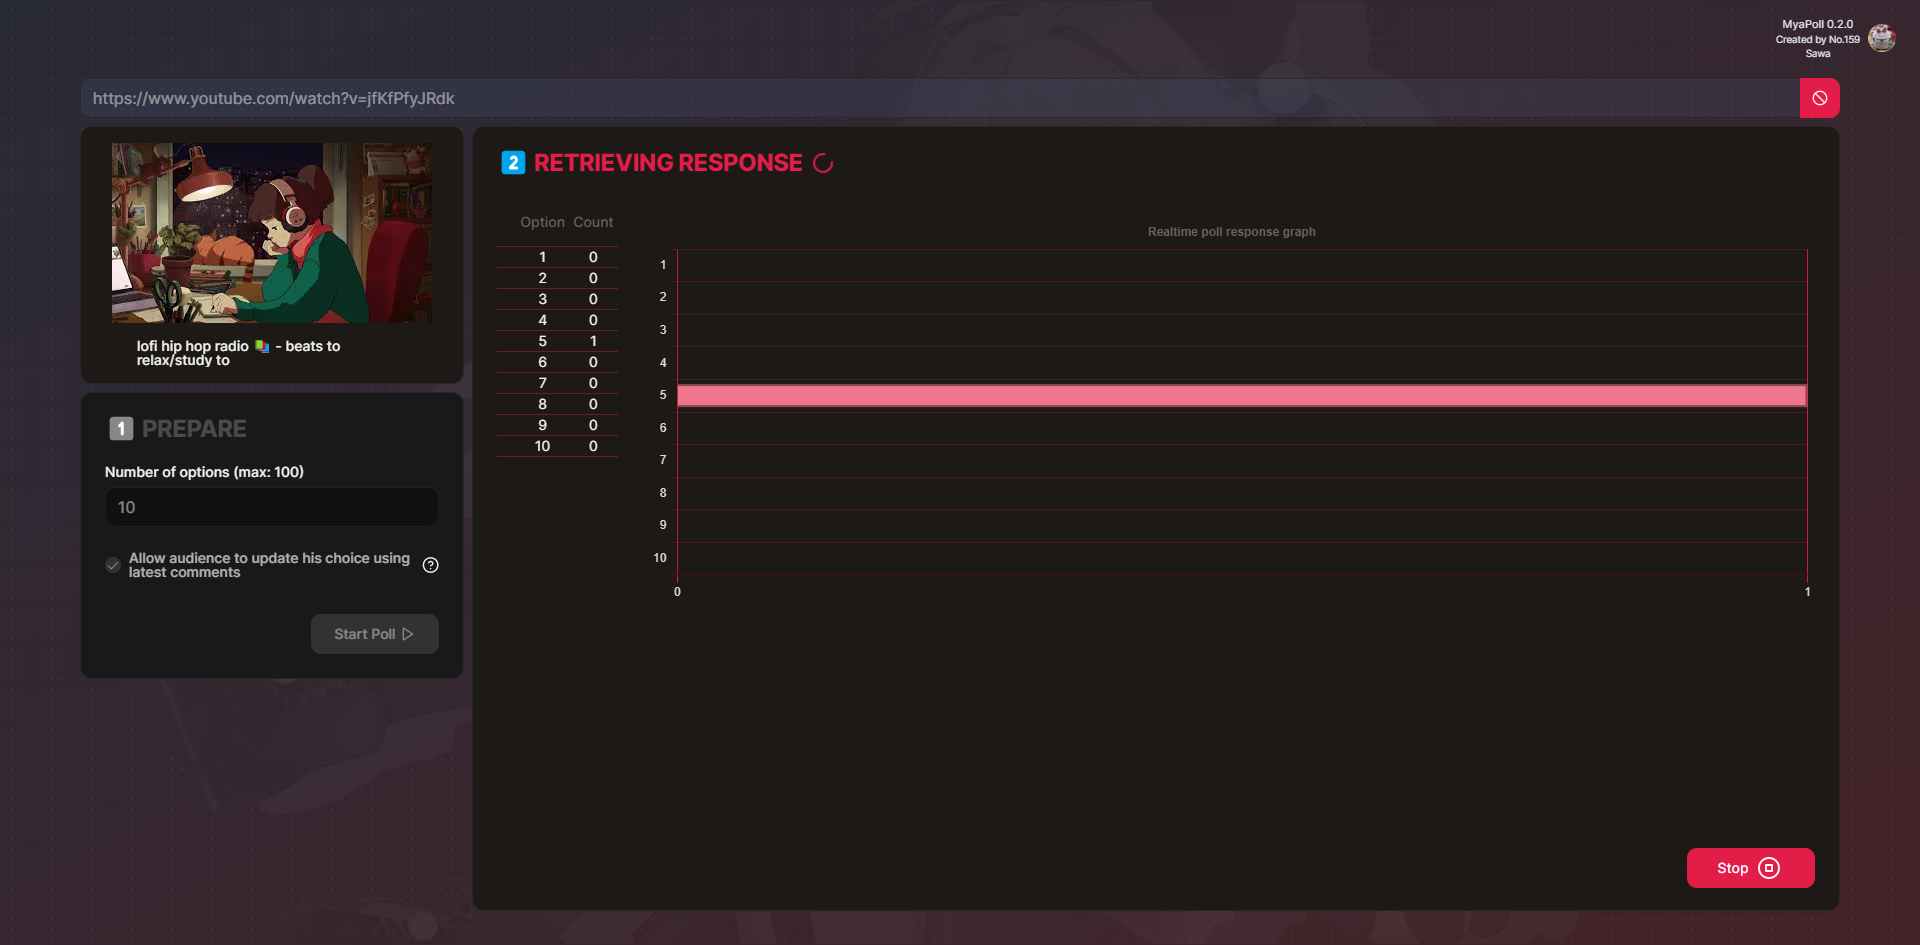 MyaPoll 0.2.0
Created by No.159
Sawa
https://www.youtube.com/watch?v=jfKfPfyJRdk
lofi hip hop radio 📚 - beats to
relax/study to
1 PREPARE
Number of options (max: 100)
10
Allow audience to update his choice using
latest comments
Start Poll
2 RETRIEVING RESPONSE
Option Count
1 0
2 0
3 0
4 0
5 1
6 0
7 0
8 0
9 0
10 0
Realtime poll response graph
1
2
3
4
5
6
7
8
9
10
0 1
Stop